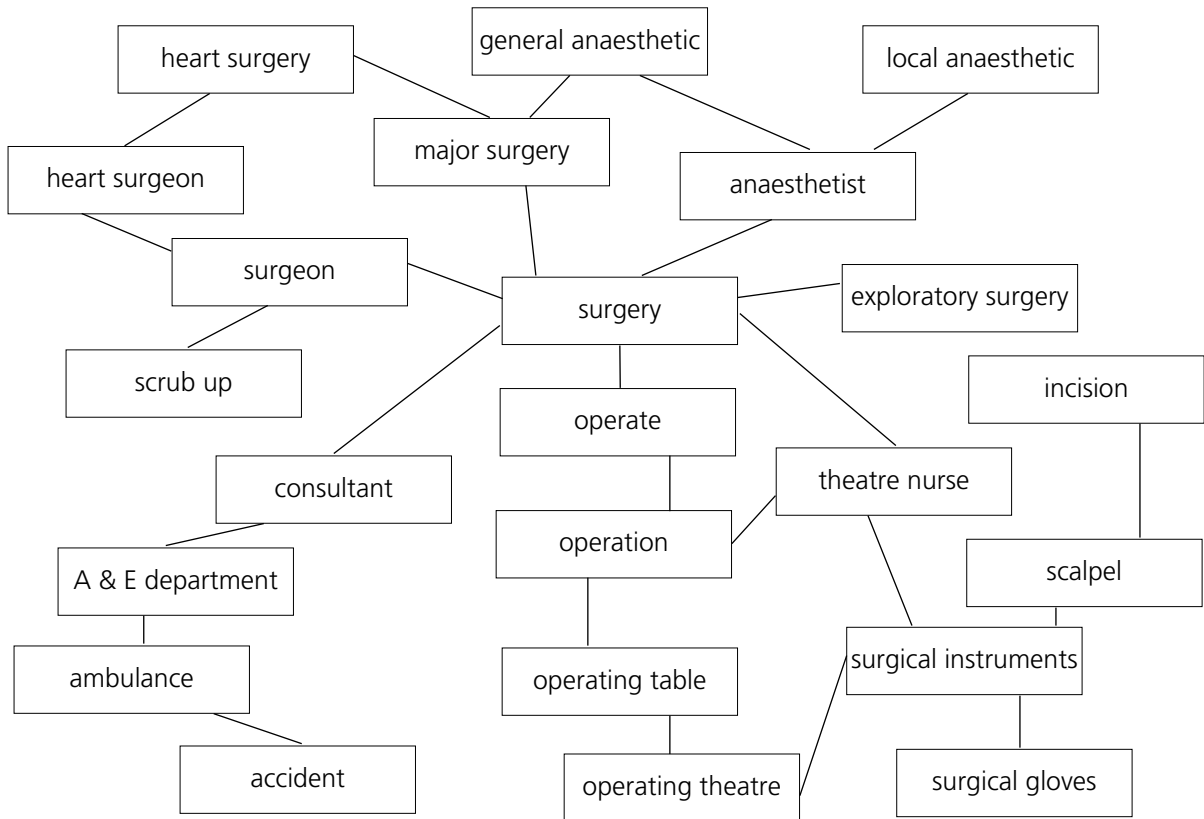 general anaesthetic
heart surgery
local anaesthetic
major surgery
heart surgeon
anaesthetist
surgeon
exploratory surgery
surgery
scrub up
incision
operate
theatre nurse
consultant
operation
scalpel
A & E department
surgical instruments
ambulance
operating table
accident
operating theatre
surgical gloves